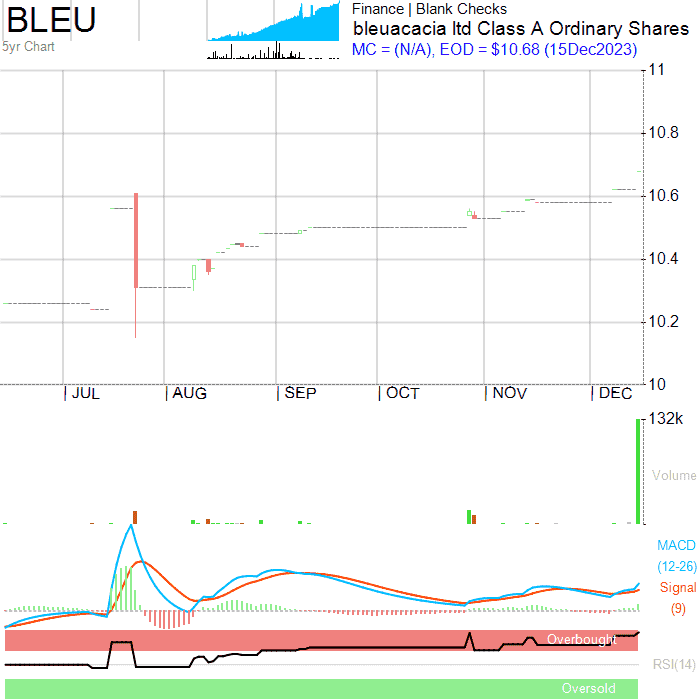 BLEU
5yr Chart
Finance | Blank Checks
bleuacacia ltd Class A Ordinary Shares
MC = (N/A), EOD = $10.68 (15Dec2023)
11
10.8
10.6
10.4
10.2
10
JUL
AUG
SEP
OCT
NOV
DEC
132k
Volume
MACD
(12-26)
Signal
(9)
Overbought
RSI(14)
Oversold